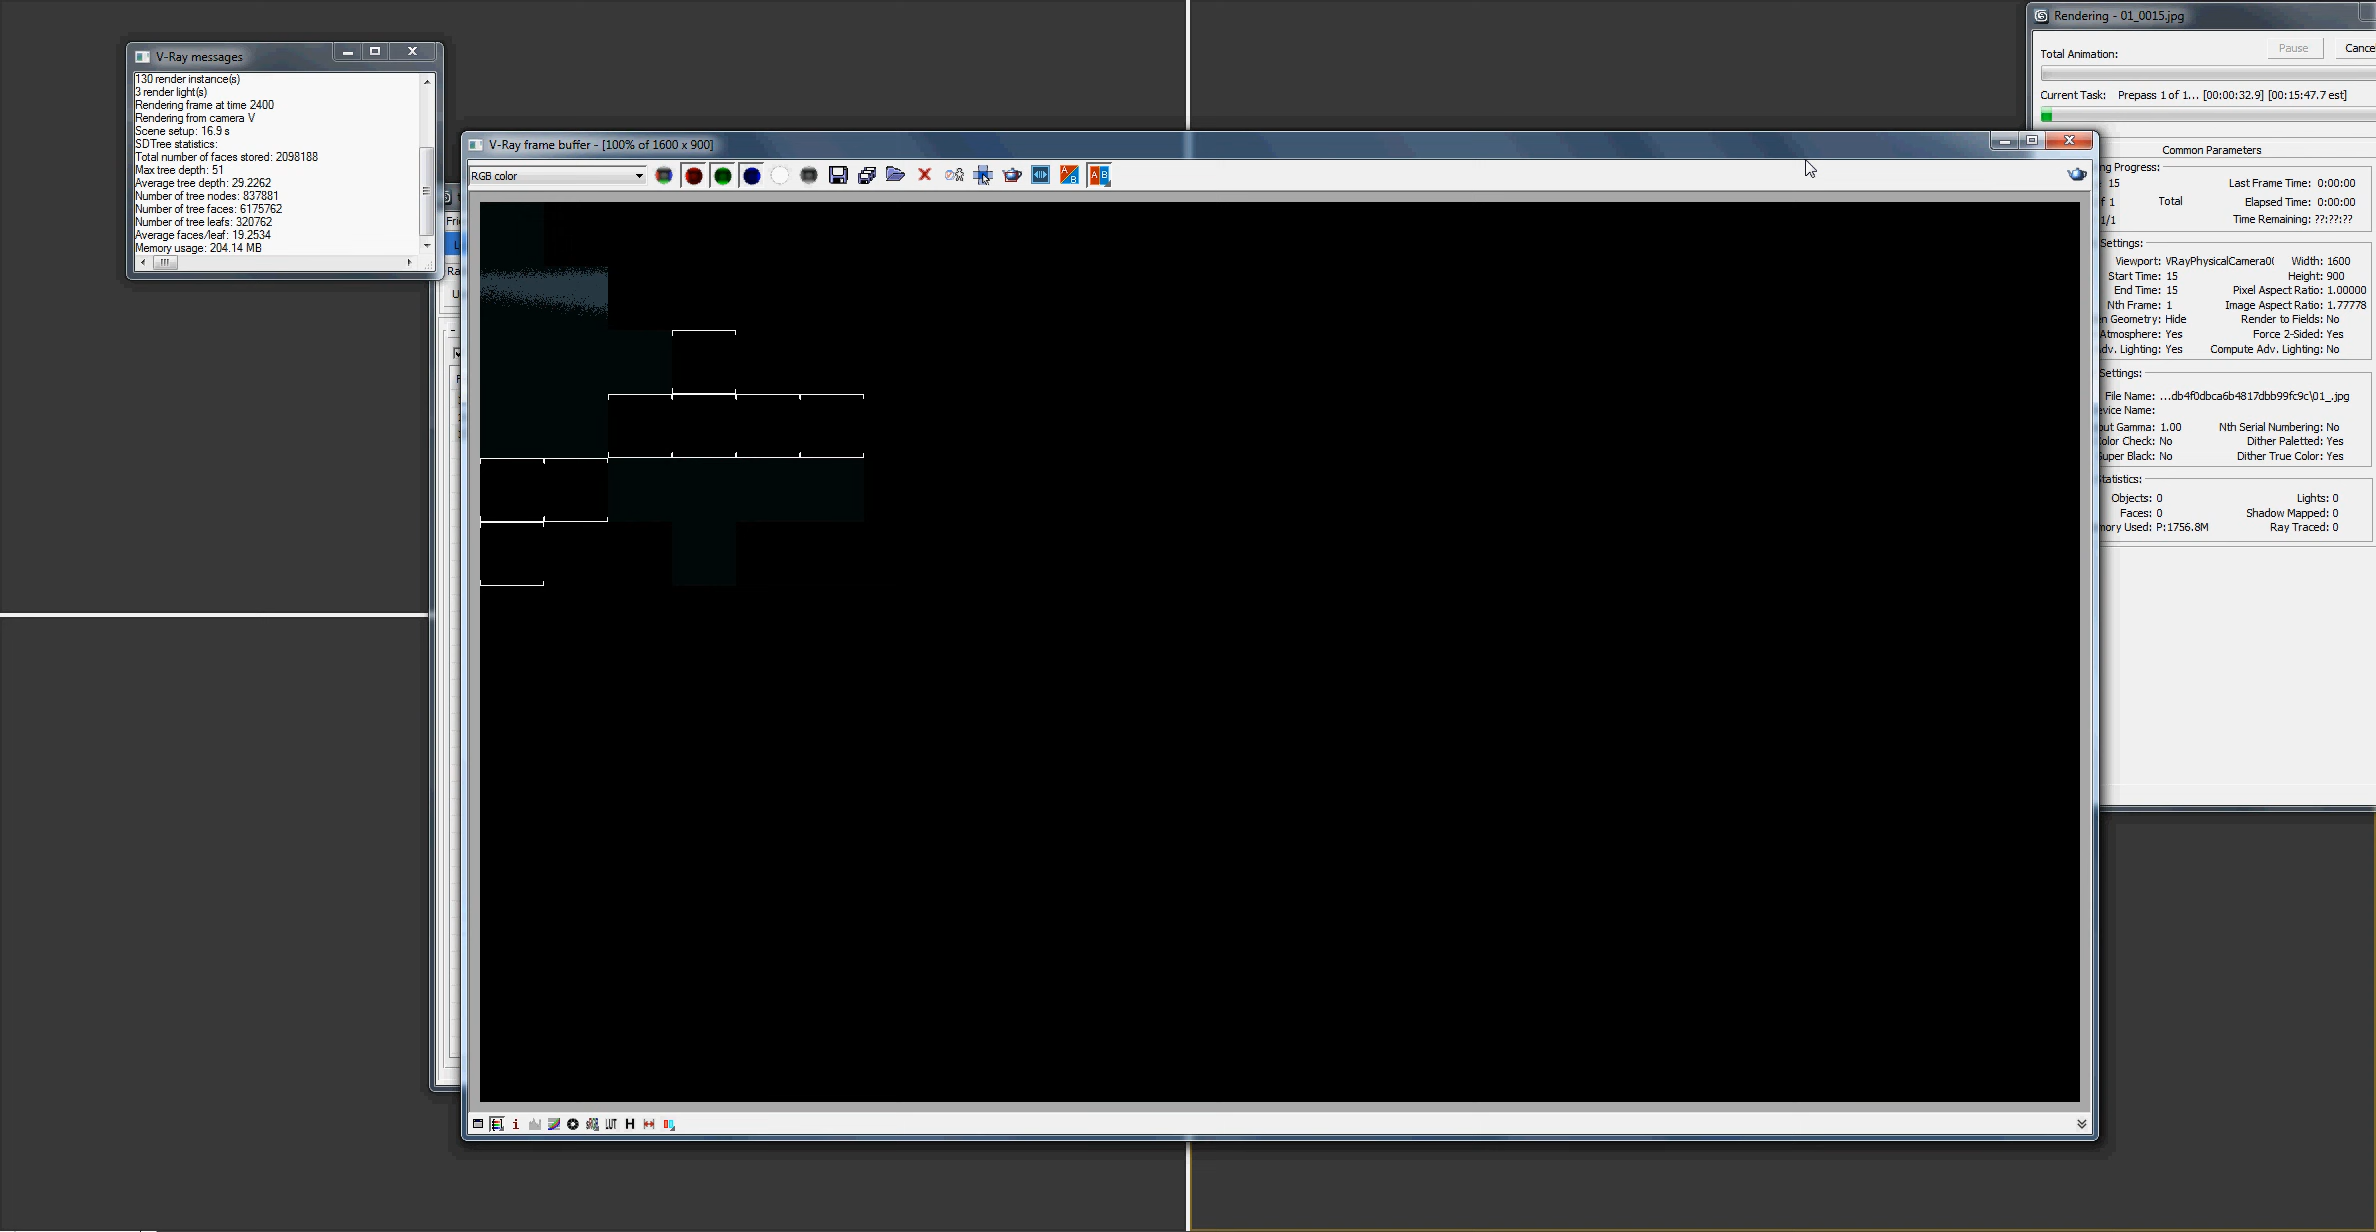 V-Ray messages
130 render instance(s)
3 render light(s)
Rendering frame at time 2400
Rendering from camera V
Scene setup: 16.9 s
SDTree statistics:
Total number of faces stored: 2098188
Max tree depth: 51
Average tree depth: 29.2262
Number of tree nodes: 837881
Number of tree faces: 6175762
Number of tree leafs: 320762
Average faces/leaf: 19.2534
Memory usage: 204.14 MB
V-Ray frame buffer - [100% of 1600 x 900]
RGB color
LUT
H
Rendering - 01_0015.jpg
Pause
Cance
Total Animation:
Current Task: Prepass 1 of 1... [00:00:32.9] [00:15:47.7 est]
Common Parameters
ng Progress:
15 Last Frame Time: 0:00:00
f 1 Total Elapsed Time: 0:00:00
1/1 Time Remaining: ??:??:??
Settings:
Viewport: VRayPhysicalCamera0( Width: 1600
Start Time: 15 Height: 900
End Time: 15 Pixel Aspect Ratio: 1.00000
Nth Frame: 1 Image Aspect Ratio: 1.77778
n Geometry: Hide Render to Fields: No
Atmosphere: Yes Force 2-Sided: Yes
dv. Lighting: Yes Compute Adv. Lighting: No
Settings:
File Name: ...db4f0dbca6b4817dbb99fc9c\01_.jpg
evice Name:
out Gamma: 1.00 Nth Serial Numbering: No
olor Check: No Dither Paletted: Yes
uper Black: No Dither True Color: Yes
tatistics:
Objects: 0 Lights: 0
Faces: 0 Shadow Mapped: 0
mory Used: P:1756.8M Ray Traced: 0